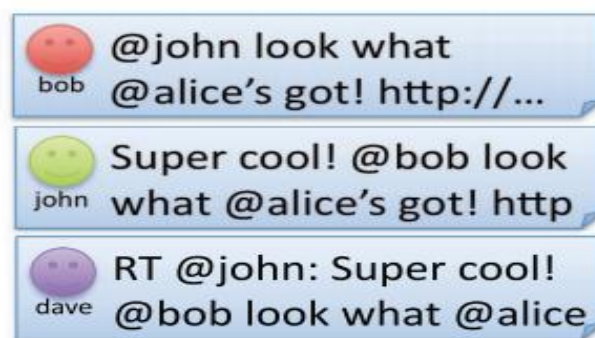 @john look what
bob
@alice's got! http://...
Super cool! @bob look
john
what @alice's got! http
RT @john: Super cool!
dave
@bob look what @alice